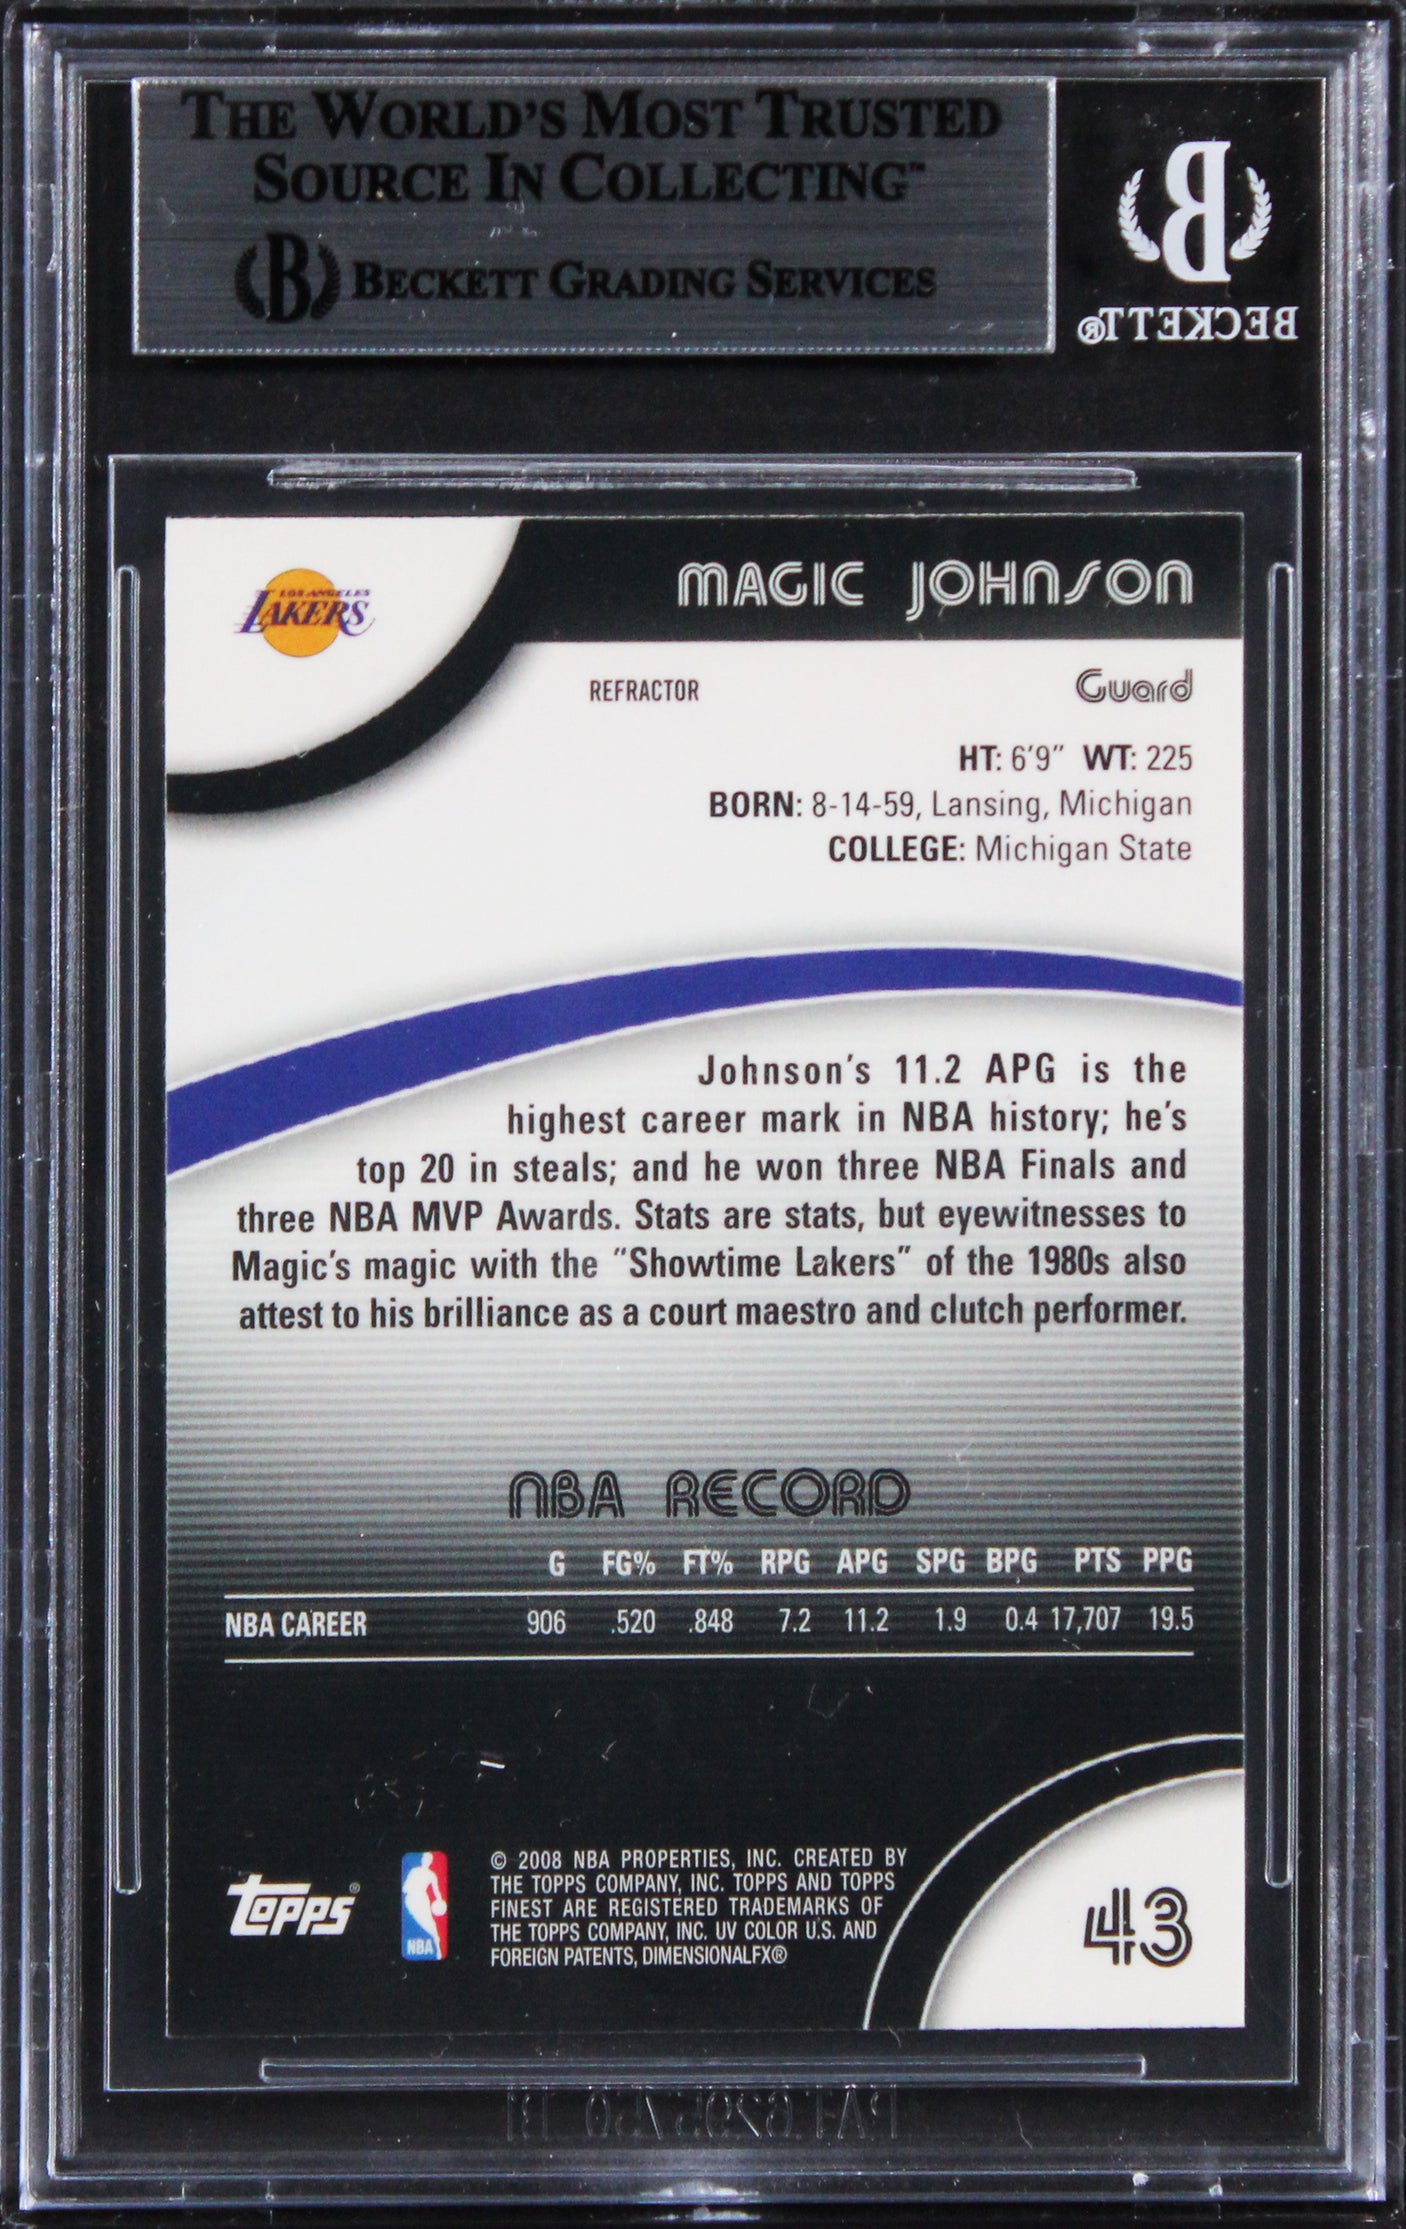 THE WORLD'S MOST TRUSTED
SOURCE IN COLLECTING™
B BECKETT GRADING SERVICES
B
BECKETT®
LOS ANGELES
LAKERS
MAGIC JOHNSON
REFRACTOR
Guard
HT: 6'9" WT: 225
BORN: 8-14-59, Lansing, Michigan
COLLEGE: Michigan State
Johnson's 11.2 APG is the
highest career mark in NBA history; he's
top 20 in steals; and he won three NBA Finals and
three NBA MVP Awards. Stats are stats, but eyewitnesses to
Magic's magic with the "Showtime Lakers" of the 1980s also
attest to his brilliance as a court maestro and clutch performer.
NBA RECORD
G FG% FT% RPG APG SPG BPG PTS PPG
NBA CAREER 906 .520 .848 7.2 11.2 1.9 0.4 17,707 19.5
topps®
NBA
© 2008 NBA PROPERTIES, INC. CREATED BY
THE TOPPS COMPANY, INC. TOPPS AND TOPPS
FINEST ARE REGISTERED TRADEMARKS OF
THE TOPPS COMPANY, INC. UV COLOR U.S. AND
FOREIGN PATENTS, DIMENSIONALFX®
43